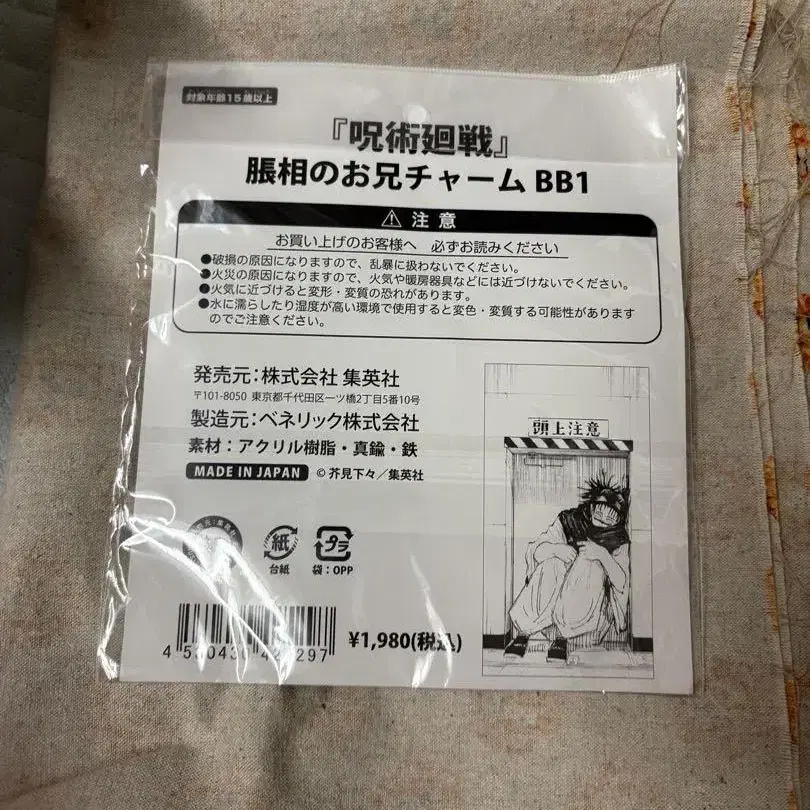 対象年齢15歳以上
『呪術廻戦』
脹相のお兄チャーム BB1
⚠ 注意
お買い上げのお客様へ 必ずお読みください
●破損の原因になりますので、乱暴に扱わないでください。
●火災の原因になりますので、火気や暖房器具などには近づけないでください。
●火気に近づけると変形・変質の恐れがあります。
●水に濡らしたり湿度が高い環境で使用すると変色・変質する可能性があります
のでご注意ください。
発売元:株式会社 集英社
〒101-8050 東京都千代田区一ツ橋2丁目5番10号
製造元:ベネリック株式会社
素材:アクリル樹脂・真鍮・鉄
MADE IN JAPAN ©芥見下々/集英社
頭上注意
紙
台紙
プラ
袋:OPP
¥1,980(税込)